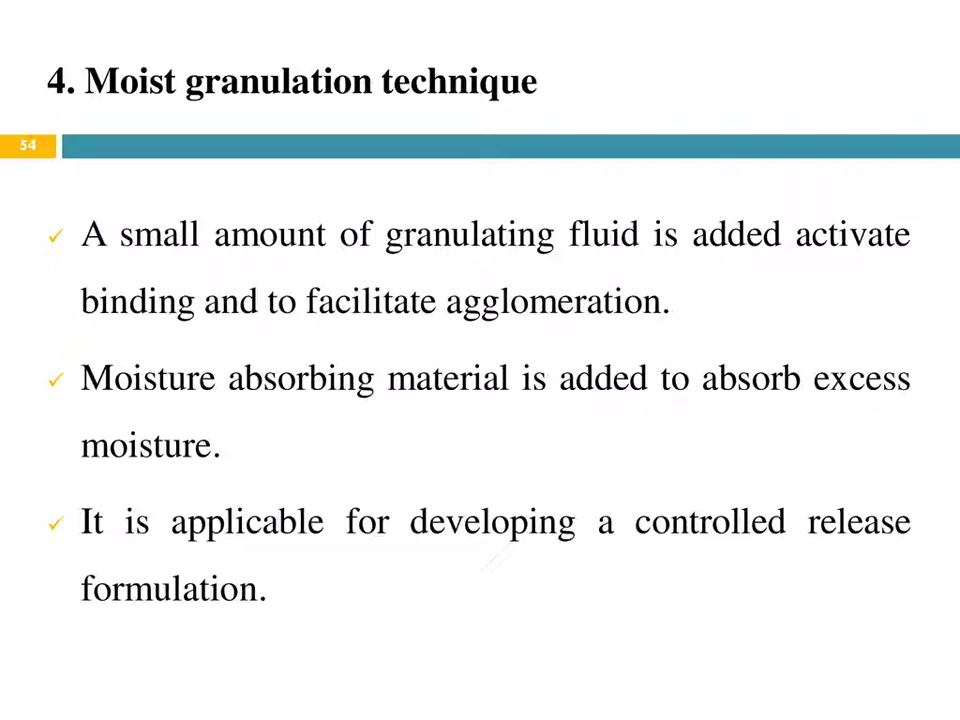 4. Moist granulation technique
54
✓ A small amount of granulating fluid is added activate
binding and to facilitate agglomeration.
✓ Moisture absorbing material is added to absorb excess
moisture.
✓ It is applicable for developing a controlled release
formulation.